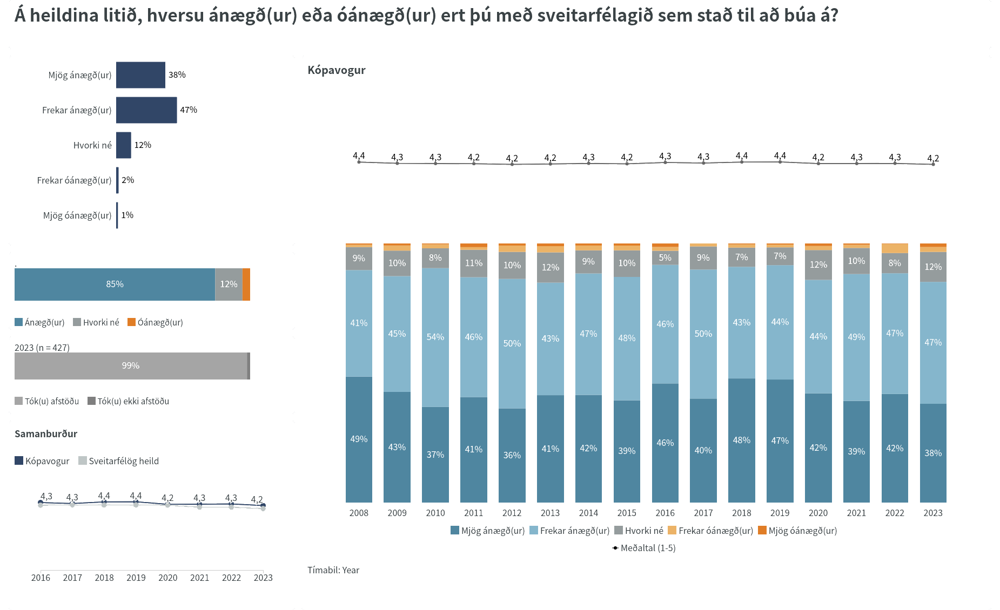 Á heildina litið, hversu ánægð(ur) eða óánægð(ur) ert þú með sveitarfélagið sem stað til að búa á?
Mjög ánægð(ur) 38%
Frekar ánægð(ur) 47%
Hvorki né 12%
Frekar óánægð(ur) 2%
Mjög óánægð(ur) 1%
.
85% 12%
Ánægð(ur) Hvorki né Óánægð(ur)
2023 (n = 427)
99%
Tók(u) afstöðu Tók(u) ekki afstöðu
Samanburður
Kópavogur Sveitarfélög heild
4,3 4,3 4,4 4,4 4,2 4,3 4,3 4,2
2016 2017 2018 2019 2020 2021 2022 2023
Kópavogur
4,4 4,3 4,3 4,2 4,2 4,2 4,3 4,2 4,3 4,3 4,4 4,4 4,2 4,3 4,3 4,2
9% 10% 8% 11% 10% 12% 9% 10% 5% 9% 7% 7% 12% 10% 8% 12%
41% 45% 54% 46% 50% 43% 47% 48% 46% 50% 43% 44% 44% 49% 47% 47%
49% 43% 37% 41% 36% 41% 42% 39% 46% 40% 48% 47% 42% 39% 42% 38%
2008 2009 2010 2011 2012 2013 2014 2015 2016 2017 2018 2019 2020 2021 2022 2023
Mjög ánægð(ur) Frekar ánægð(ur) Hvorki né Frekar óánægð(ur) Mjög óánægð(ur)
Meðaltal (1-5)
Tímabil: Year